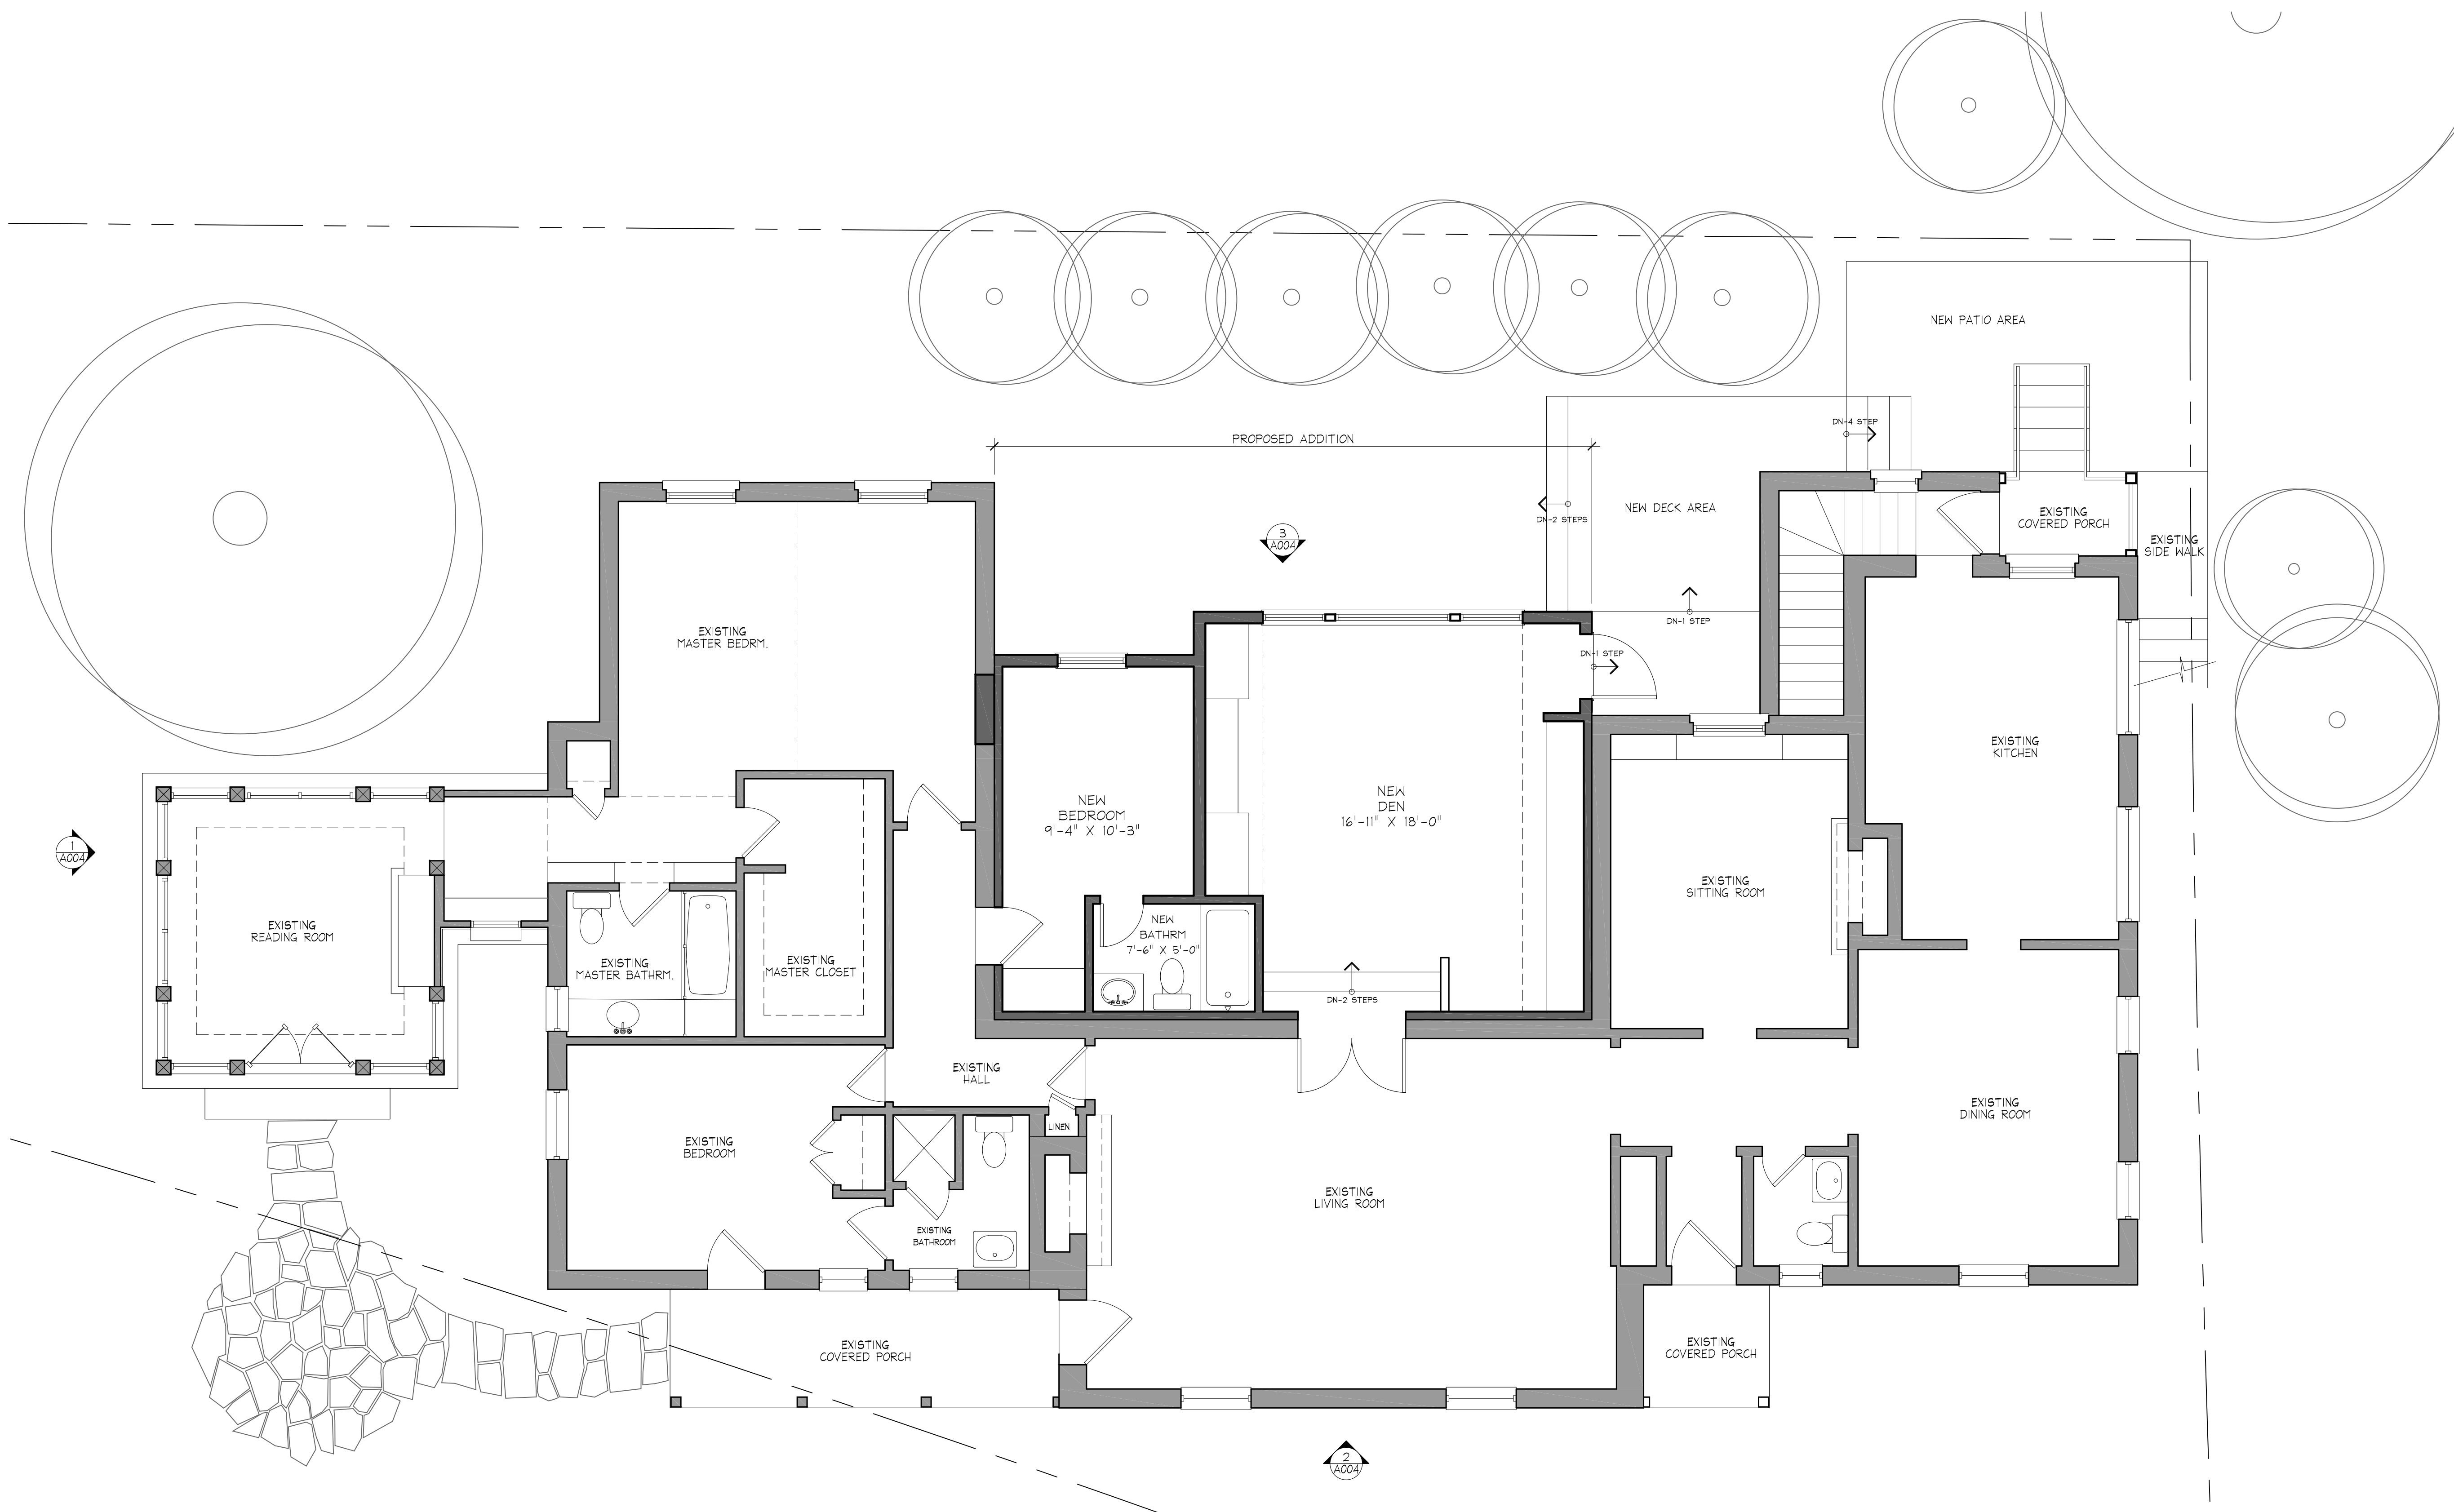 NEW PATIO AREA
DN-4 STEP
PROPOSED ADDITION
NEW DECK AREA
DN-2 STEPS
EXISTING
COVERED PORCH
EXISTING
SIDE WALK
3
A004
DN-1 STEP
DN-1 STEP
EXISTING
MASTER BEDRM.
EXISTING
KITCHEN
NEW
BEDROOM
9'-4" X 10'-3"
NEW
DEN
16'-11" X 18'-0"
1
A004
EXISTING
SITTING ROOM
EXISTING
READING ROOM
NEW
BATHRM
7'-6" X 5'-0"
EXISTING
MASTER BATHRM.
EXISTING
MASTER CLOSET
DN-2 STEPS
EXISTING
HALL
EXISTING
DINING ROOM
LINEN
EXISTING
BEDROOM
EXISTING
LIVING ROOM
EXISTING
BATHROOM
EXISTING
COVERED PORCH
EXISTING
COVERED PORCH
2
A004